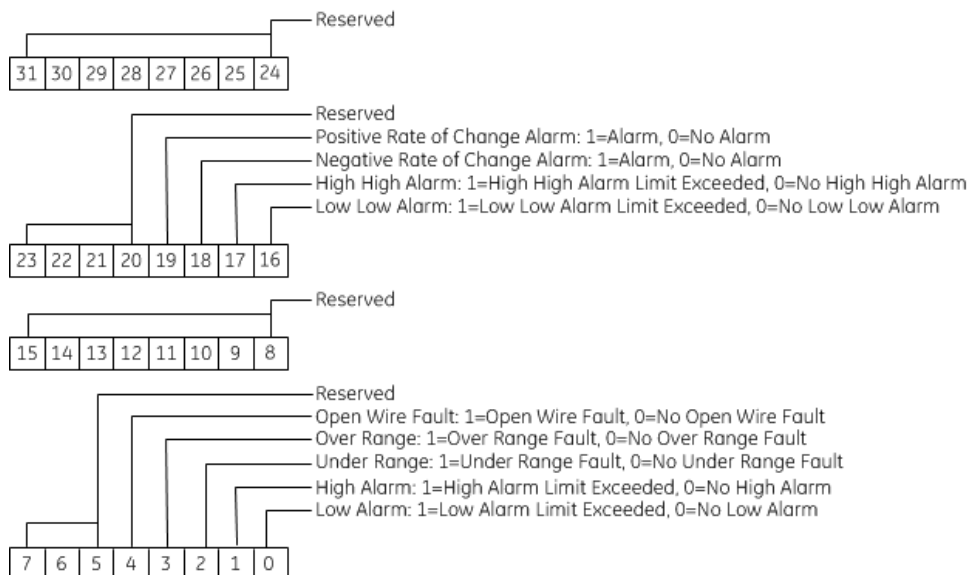 Reserved
31 30 29 28 27 26 25 24
Reserved
Positive Rate of Change Alarm: 1=Alarm, 0=No Alarm
Negative Rate of Change Alarm: 1=Alarm, 0=No Alarm
High High Alarm: 1=High High Alarm Limit Exceeded, 0=No High High Alarm
Low Low Alarm: 1=Low Low Alarm Limit Exceeded, 0=No Low Low Alarm
23 22 21 20 19 18 17 16
Reserved
15 14 13 12 11 10 9 8
Reserved
Open Wire Fault: 1=Open Wire Fault, 0=No Open Wire Fault
Over Range: 1=Over Range Fault, 0=No Over Range Fault
Under Range: 1=Under Range Fault, 0=No Under Range Fault
High Alarm: 1=High Alarm Limit Exceeded, 0=No High Alarm
Low Alarm: 1=Low Alarm Limit Exceeded, 0=No Low Alarm
7 6 5 4 3 2 1 0